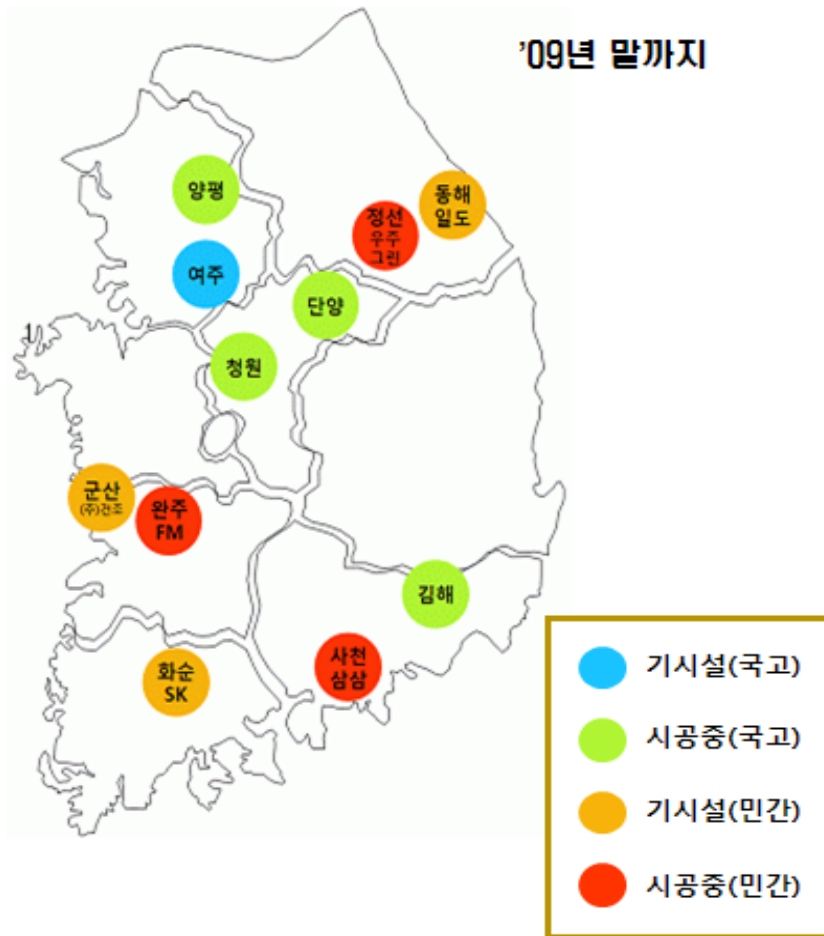 '09년 말까지
양평
동해
일도
정선
우주
그린
여주
단양
1
청원
군산
(주)건조
완주
FM
김해
사천
삼삼
화순
SK
기시설(국고)
시공중(국고)
기시설(민간)
시공중(민간)